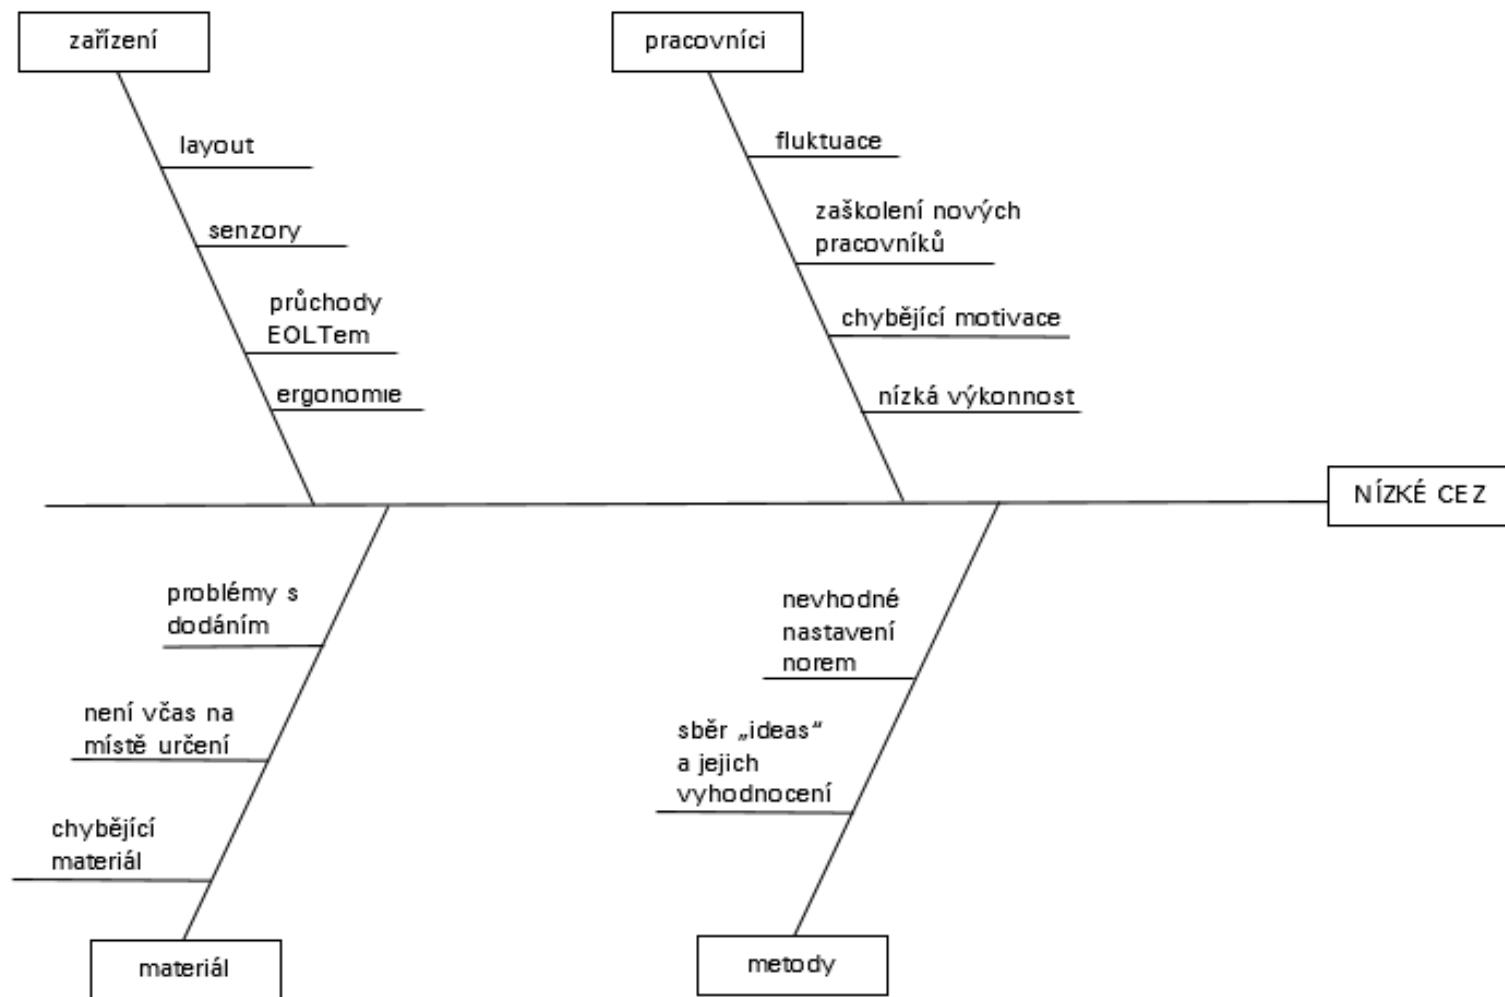 zařízení
pracovníci
layout
senzory
průchody
EOLTem
ergonomie
fluktuace
zaškolení nových
pracovníků
chybějící motivace
nízká výkonnost
NÍZKÉ CEZ
problémy s
dodáním
není včas na
místě určení
chybějící
materiál
materiál
nevhodné
nastavení
norem
sběr „ideas“
a jejich
vyhodnocení
metody